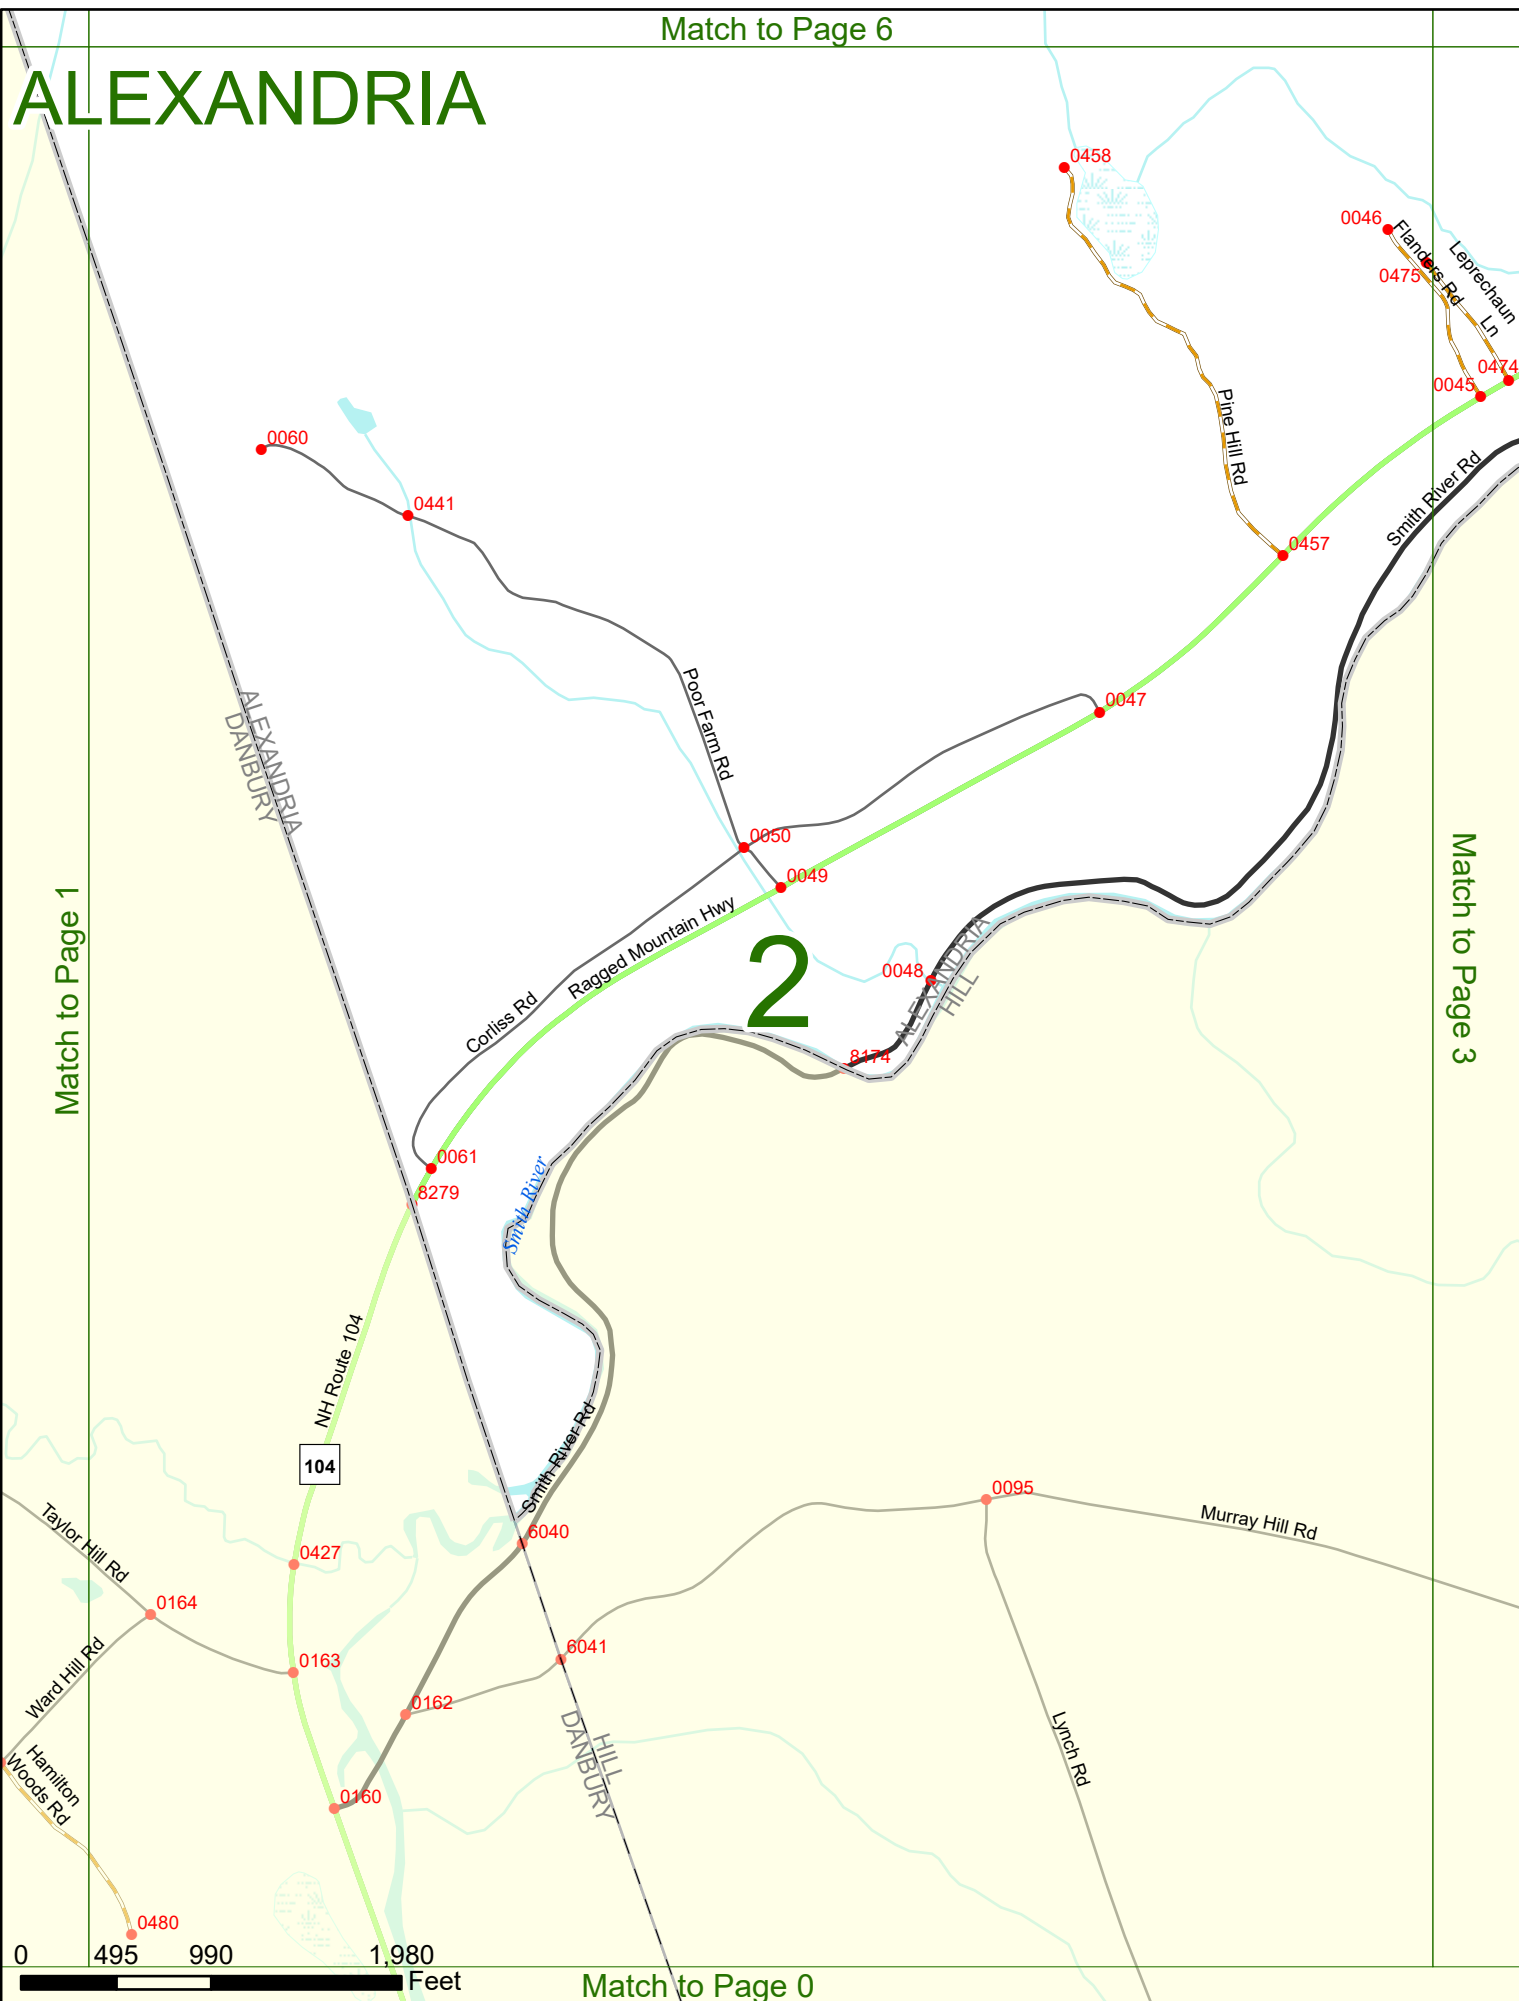 Match to Page 6
ALEXANDRIA
0458
0046
Flanders Rd
0475
Leprechaun
Ln
0474
0045
0060
0441
Pine Hill Rd
0457
Smith River Rd
ALEXANDRIA
DANBURY
Poor Farm Rd
0047
0050
0049
Match to Page 1
Match to Page 3
Ragged Mountain Hwy
2
0048
ALEXANDRIA
HILL
Corliss Rd
8174
0061
8279
Smith River
NH Route 104
104
Smith River Rd
0095
Murray Hill Rd
Taylor Hill Rd
6040
0427
0164
6041
Ward Hill Rd
0163
0162
HILL
DANBURY
Lynch Rd
Hamilton
Woods Rd
0160
0480
0 495 990 1,980
Feet
Match to Page 0